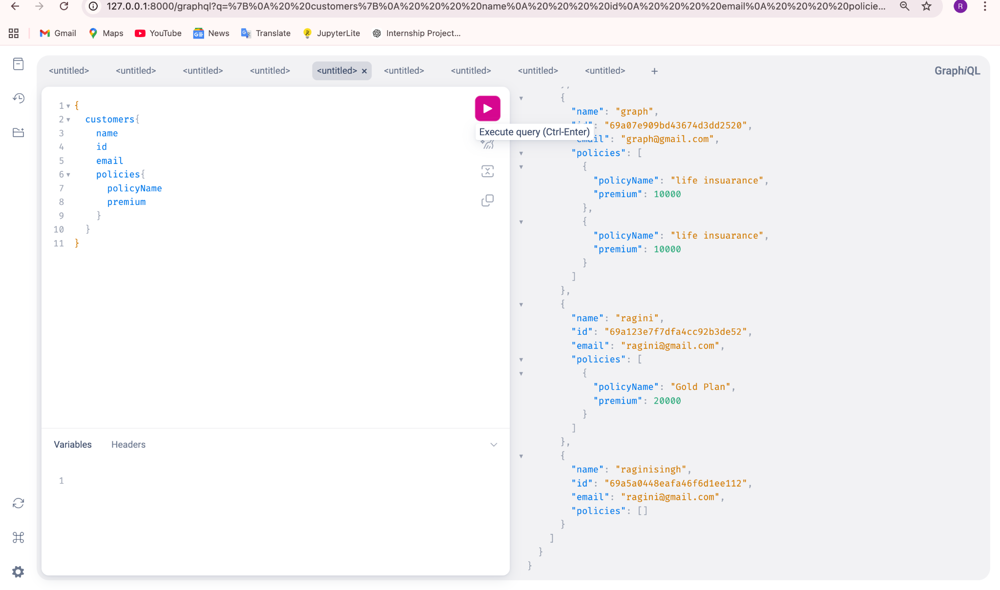 127.0.0.1:8000/graphql?q=%7B%0A%20%20customers%7B%0A%20%20%20%20name%0A%20%20%20%20id%0A%20%20%20%20email%0A%20%20%20%20policie... R
Gmail Maps YouTube News Translate JupyterLite Internship Project...
<untitled> <untitled> <untitled> <untitled> <untitled> × <untitled> <untitled> <untitled> <untitled> + GraphiQL
1 {
2 customers{
3 name
4 id
5 email
6 policies{
7 policyName
8 premium
9 }
10 }
11 }
Execute query (Ctrl-Enter)
Variables Headers
1
},
{
"name": "graph",
"id": "69a07e909bd43674d3dd2520",
"email": "graph@gmail.com",
"policies": [
{
"policyName": "life insuarance",
"premium": 10000
},
{
"policyName": "life insuarance",
"premium": 10000
}
]
},
{
"name": "ragini",
"id": "69a123e7f7dfa4cc92b3de52",
"email": "ragini@gmail.com",
"policies": [
{
"policyName": "Gold Plan",
"premium": 20000
}
]
},
{
"name": "raginisingh",
"id": "69a5a0448eafa46f6d1ee112",
"email": "ragini@gmail.com",
"policies": []
}
]
}
}